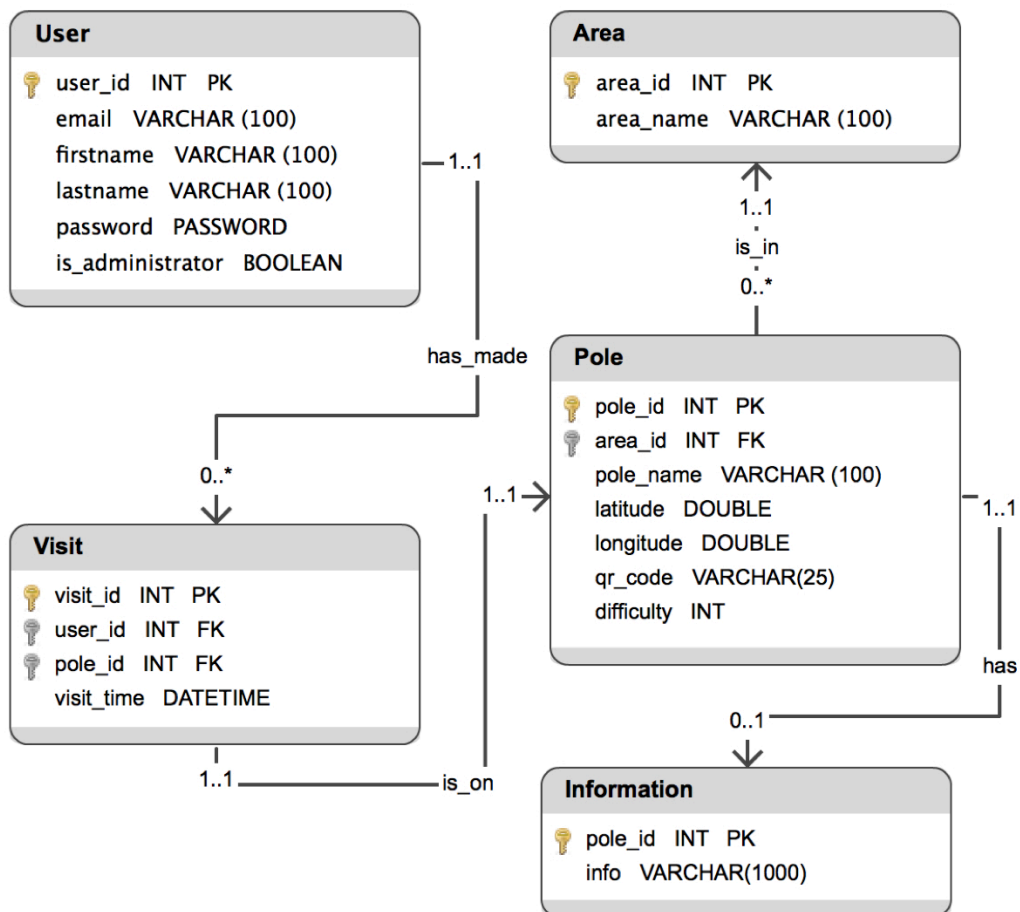 User
user_id INT PK
email VARCHAR (100)
firstname VARCHAR (100)
lastname VARCHAR (100)
password PASSWORD
is_administrator BOOLEAN
1..1
has_made
0..*
Visit
visit_id INT PK
user_id INT FK
pole_id INT FK
visit_time DATETIME
1..1
is_on
1..1
Area
area_id INT PK
area_name VARCHAR (100)
1..1
is_in
0..*
Pole
pole_id INT PK
area_id INT FK
pole_name VARCHAR (100)
latitude DOUBLE
longitude DOUBLE
qr_code VARCHAR(25)
difficulty INT
1..1
has
0..1
Information
pole_id INT PK
info VARCHAR(1000)